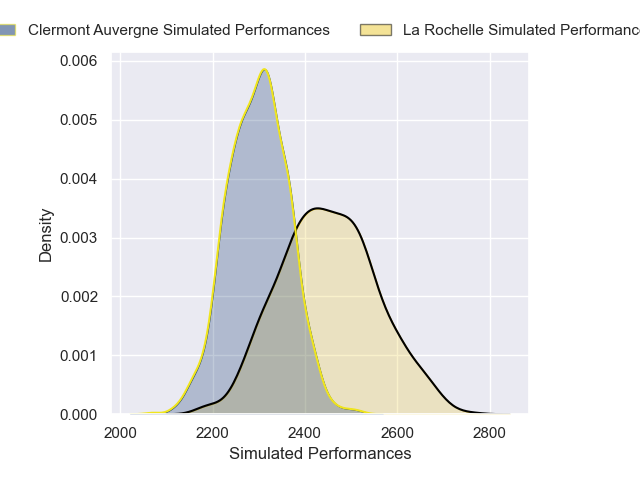 Clermont Auvergne Simulated Performances
La Rochelle Simulated
0.006
0.005
0.004
0.003
0.002
0.001
0.000
Density
2000 2200 2400 2600 2800
Simulated Performances